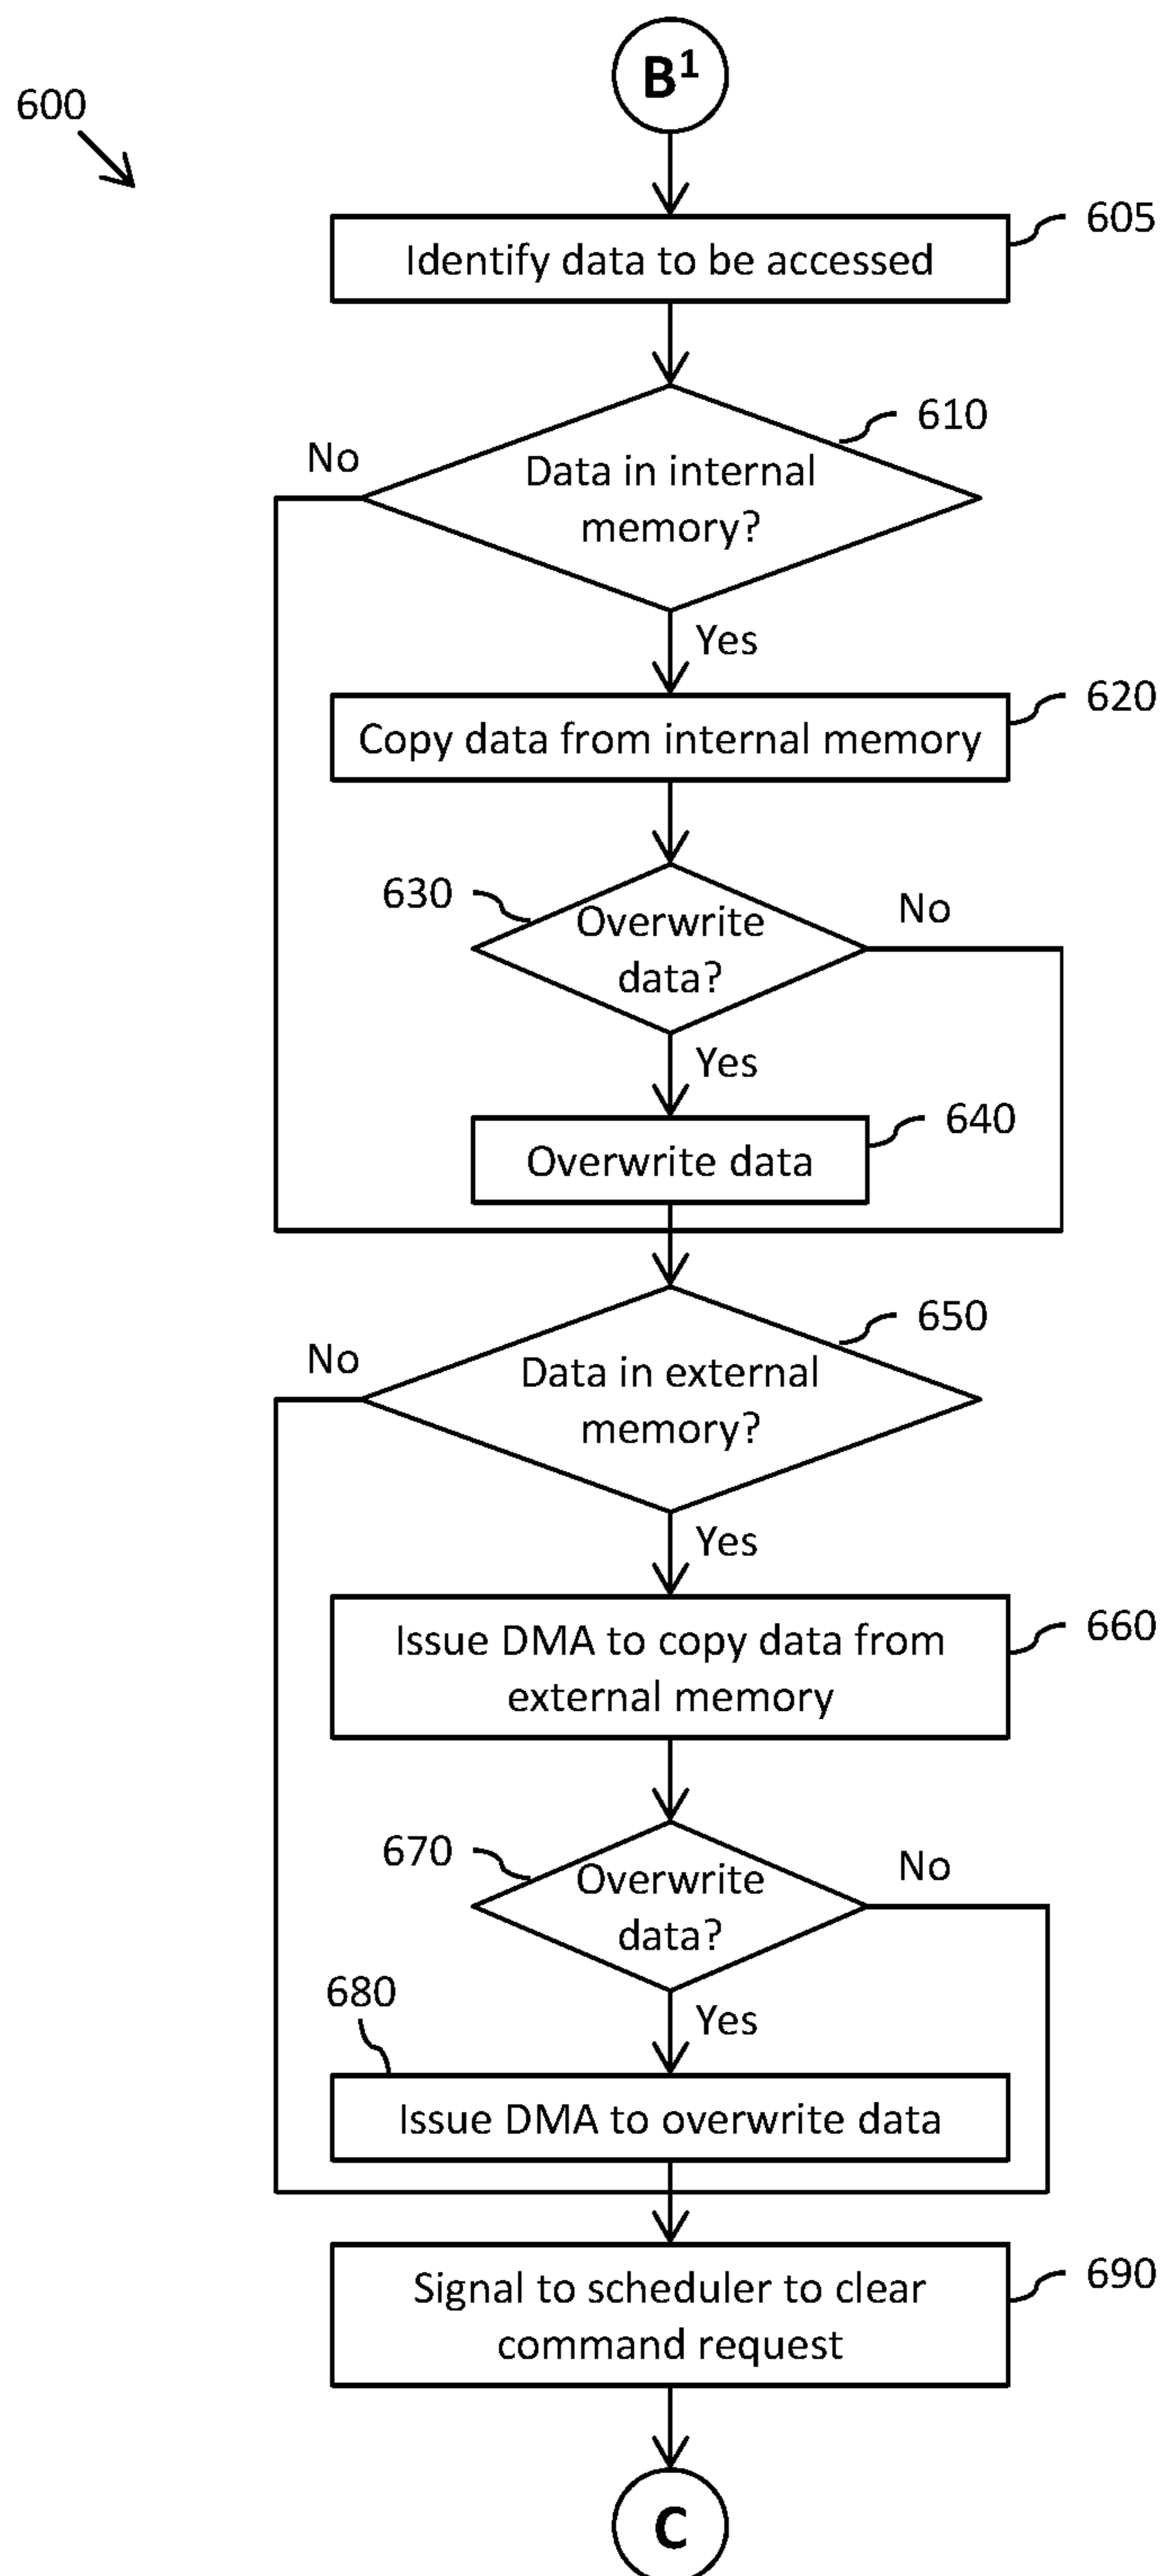 B¹
600
605
Identify data to be accessed
610
No
Data in internal
memory?
Yes
620
Copy data from internal memory
630
No
Overwrite
data?
Yes
640
Overwrite data
650
No
Data in external
memory?
Yes
660
Issue DMA to copy data from
external memory
670
No
Overwrite
data?
680
Yes
Issue DMA to overwrite data
690
Signal to scheduler to clear
command request
C